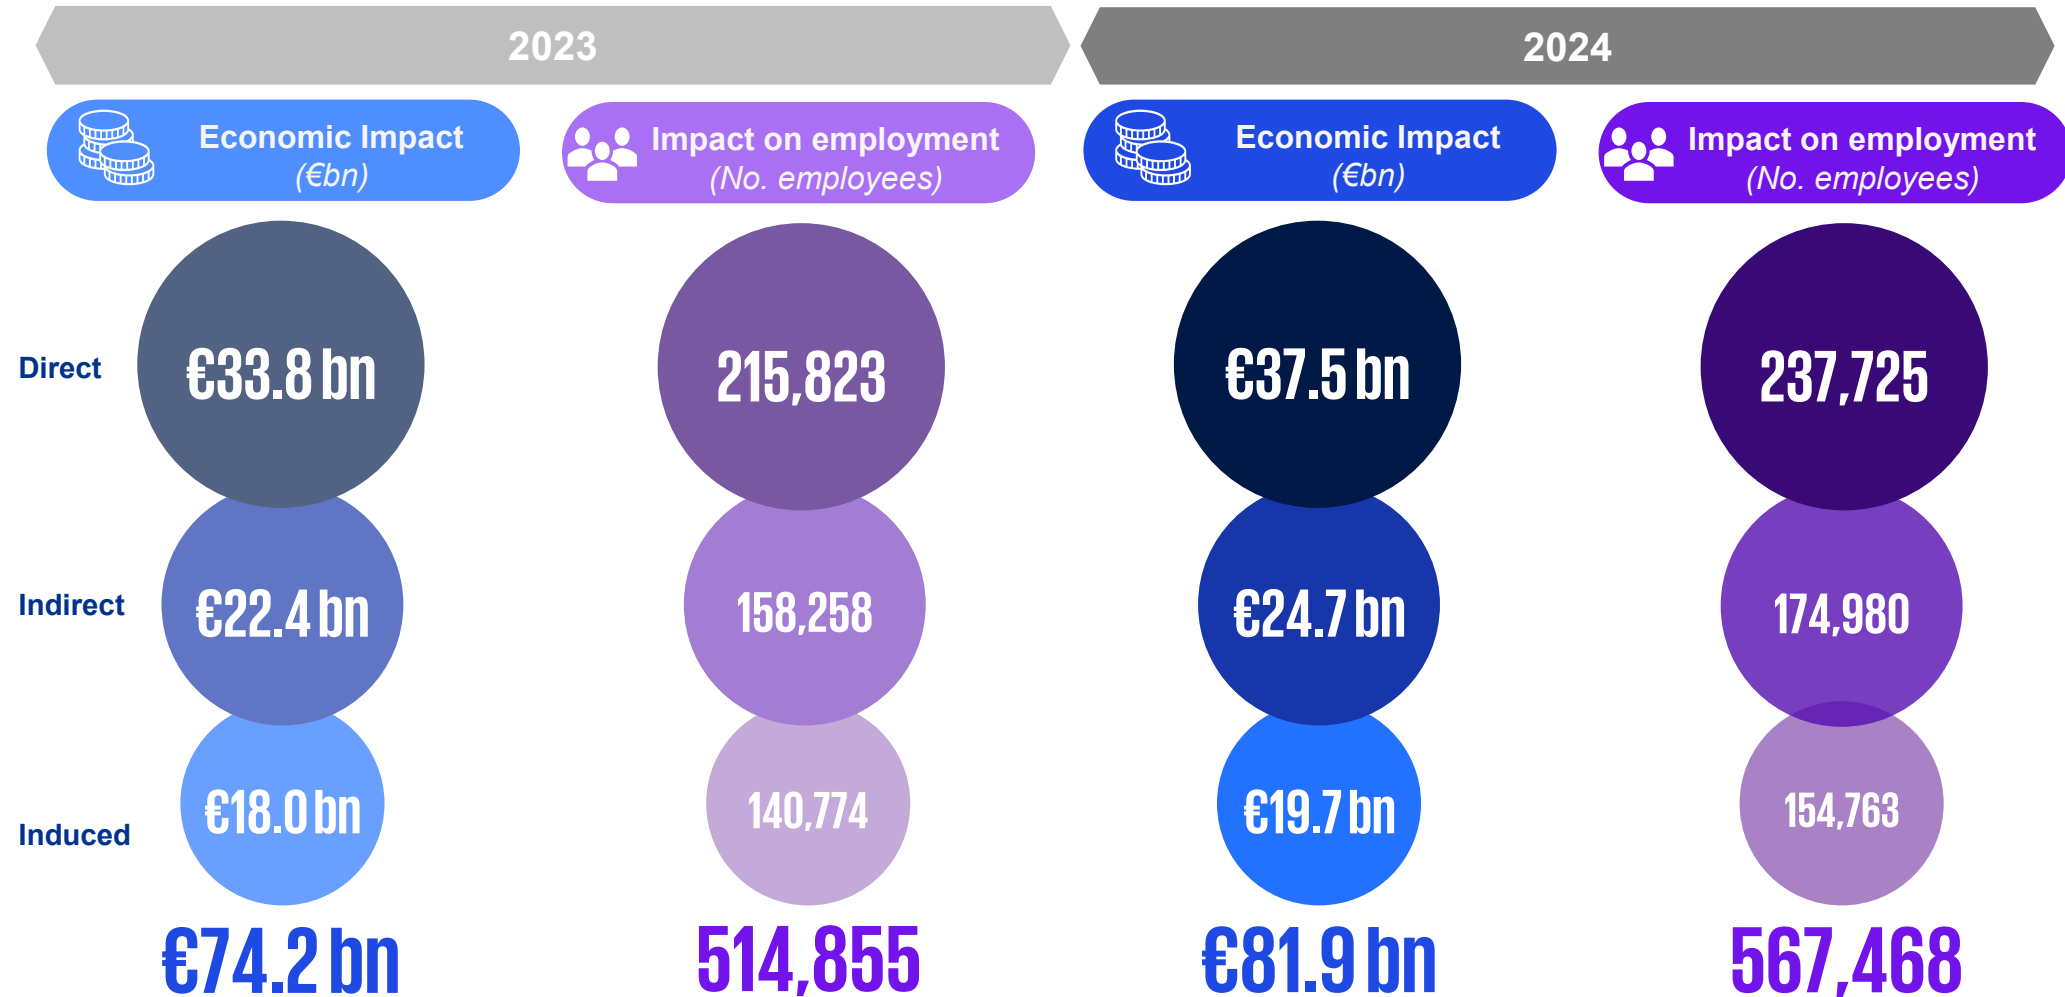 2023
2024
Economic Impact
(€bn)
Impact on employment
(No. employees)
Economic Impact
(€bn)
Impact on employment
(No. employees)
Direct
€33.8 bn
215,823
€37.5 bn
237,725
Indirect
€22.4 bn
158,258
€24.7 bn
174,980
Induced
€18.0 bn
140,774
€19.7 bn
154,763
€74.2 bn
514,855
€81.9 bn
567,468